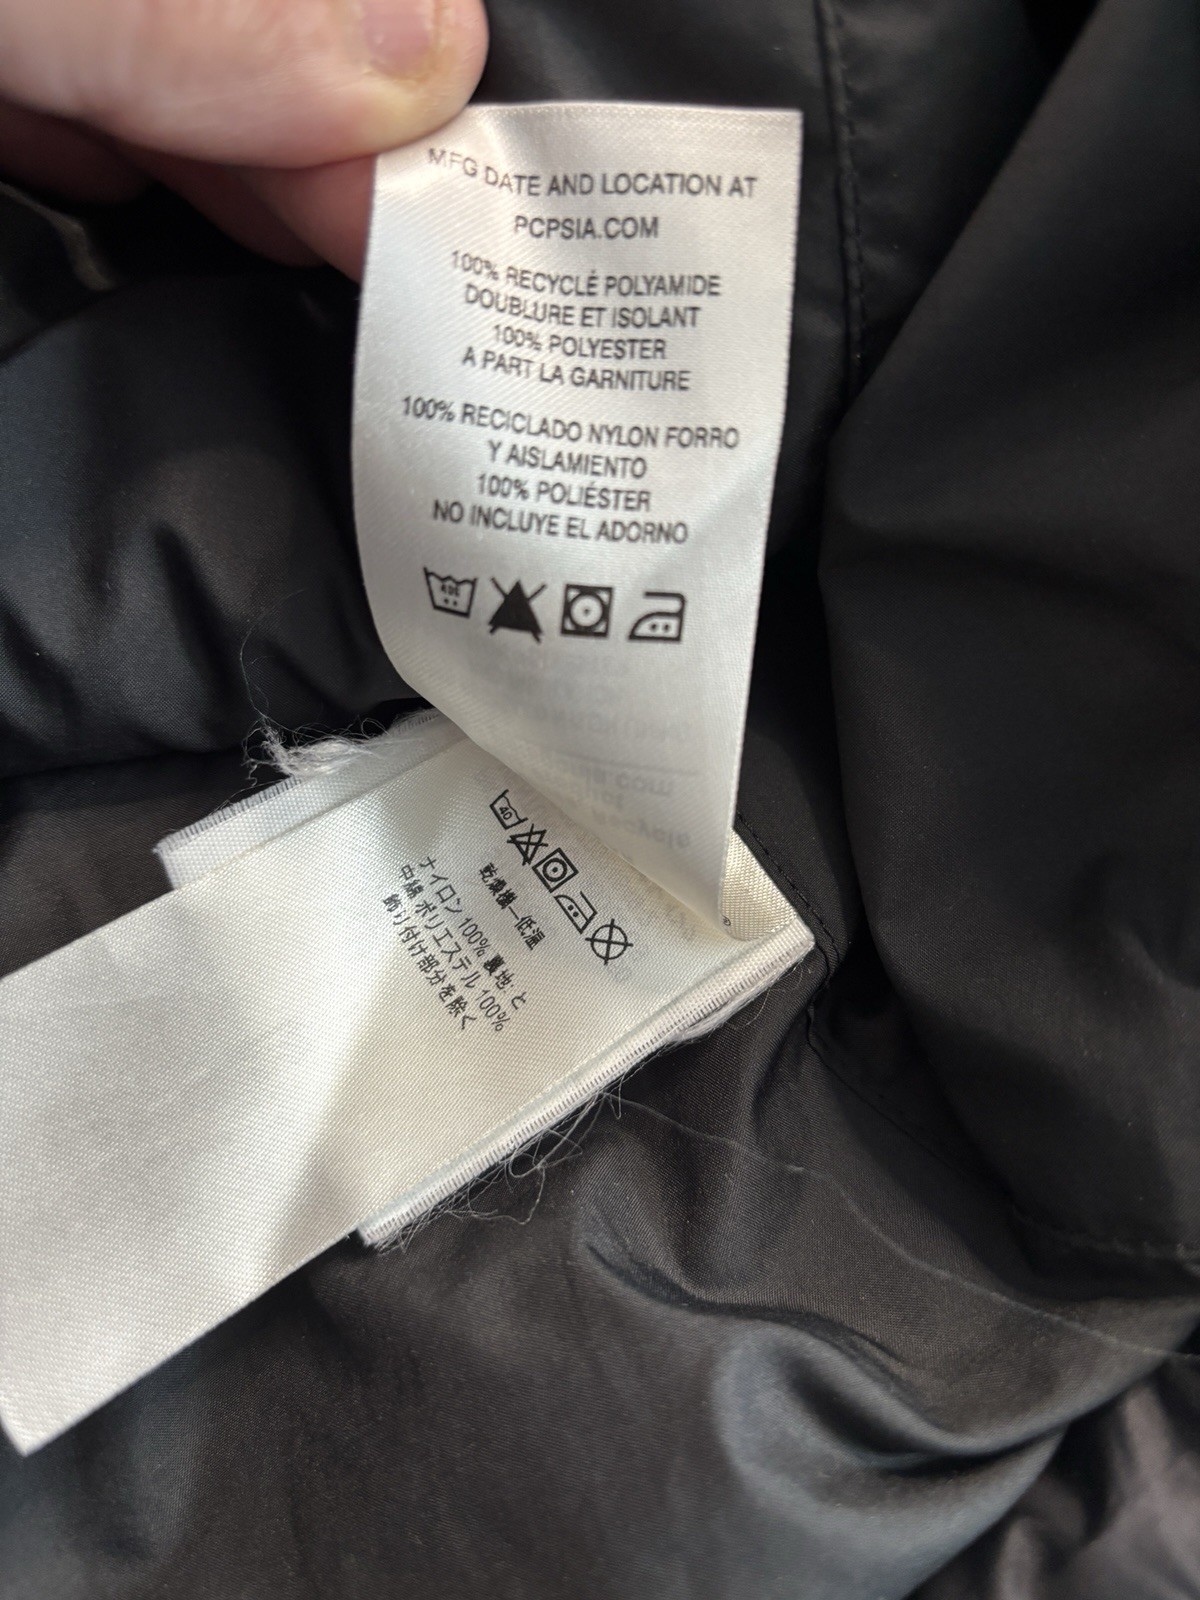 MFG DATE AND LOCATION AT
PCPSIA.COM
100% RECYCLÉ POLYAMIDE
DOUBLURE ET ISOLANT
100% POLYESTER
A PART LA GARNITURE
100% RECICLADO NYLON FORRO
Y AISLAMIENTO
100% POLIÉSTER
NO INCLUYE EL ADORNO
40
乾燥機–低温
ナイロン 100% 裏地: と
中綿 ポリエステル 100%
飾り付け部分を除く